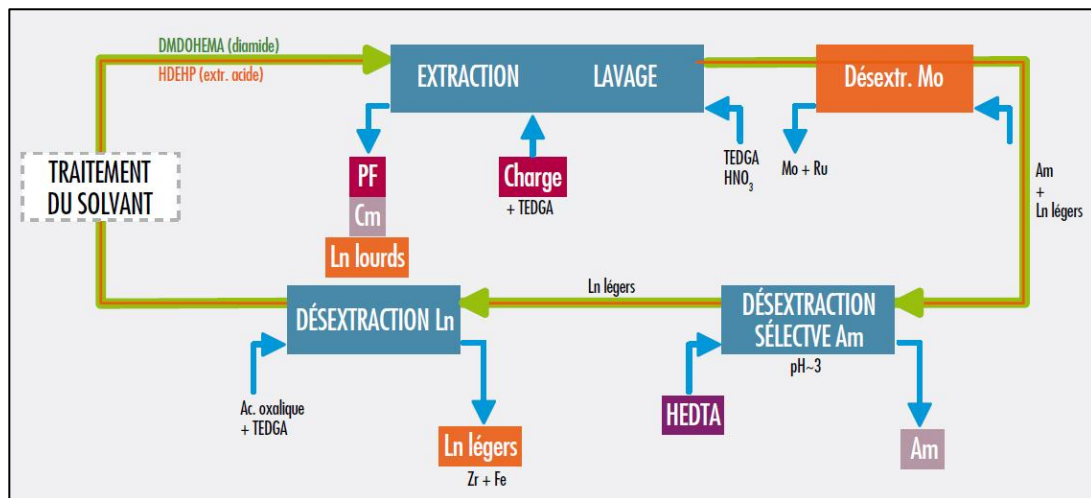 DMDOHEMA (diamide)
HDEHP (extr. acide)
EXTRACTION LAVAGE
Désextr. Mo
TRAITEMENT
DU SOLVANT
PF
Cm
Ln lourds
Charge
+ TEDGA
TEDGA
HNO₃
Mo + Ru
Am
+
Ln légers
Ln légers
DÉSEXTRACTION Ln
DÉSEXTRACTION
SÉLECTIVE Am
pH~3
Ac. oxalique
+ TEDGA
Ln légers
Zr + Fe
HEDTA
Am